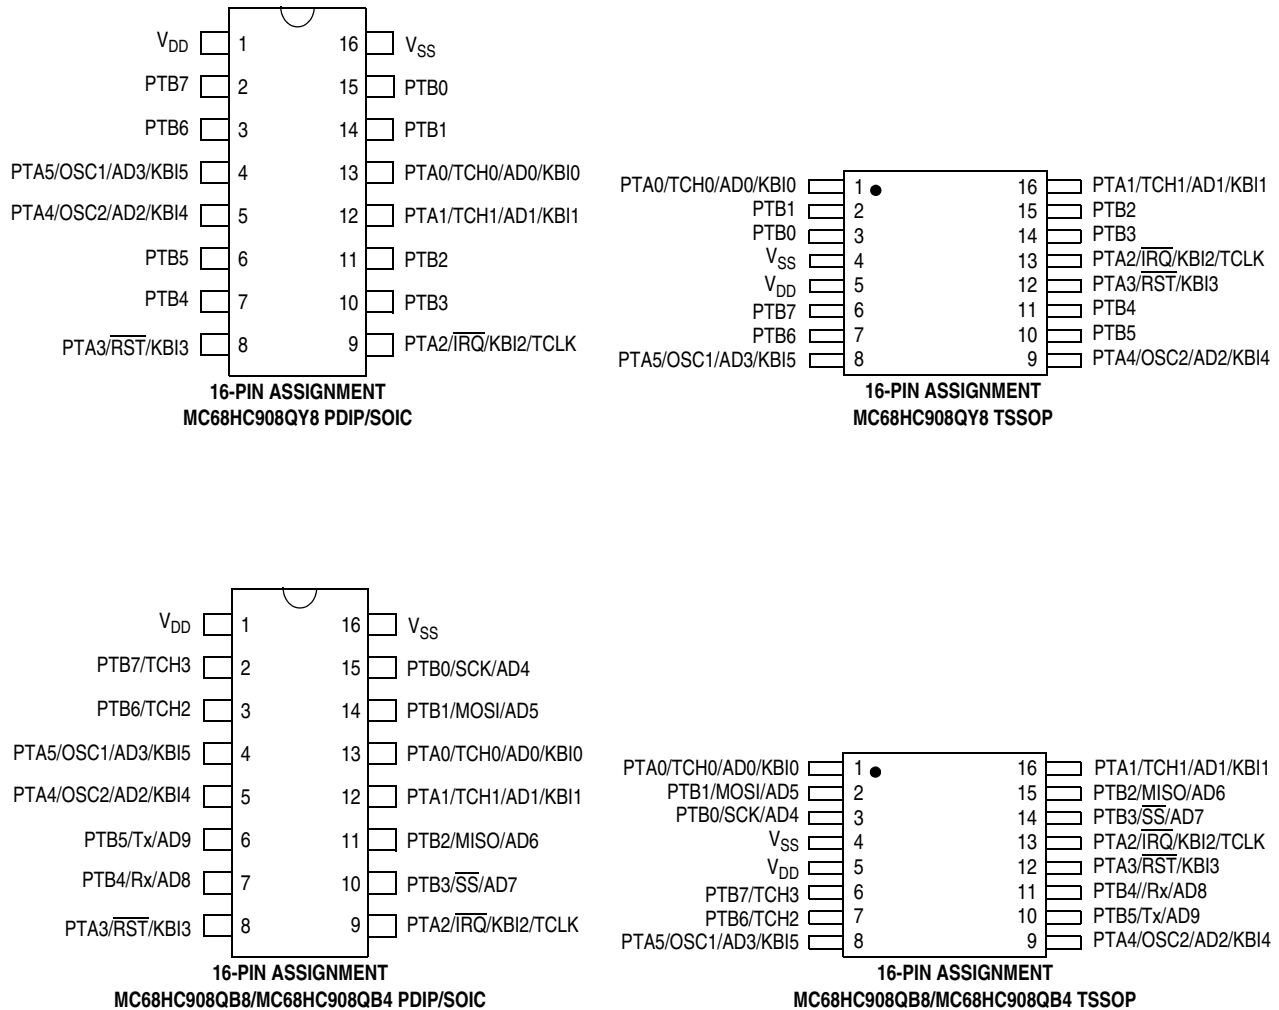 VDD 1 16 VSS
PTB7 2 15 PTB0
PTB6 3 14 PTB1
PTA5/OSC1/AD3/KBI5 4 13 PTA0/TCH0/AD0/KBI0
PTA4/OSC2/AD2/KBI4 5 12 PTA1/TCH1/AD1/KBI1
PTB5 6 11 PTB2
PTB4 7 10 PTB3
PTA3/RST/KBI3 8 9 PTA2/IRQ/KBI2/TCLK
16-PIN ASSIGNMENT
MC68HC908QY8 PDIP/SOIC
PTA0/TCH0/AD0/KBI0 1 16 PTA1/TCH1/AD1/KBI1
PTB1 2 15 PTB2
PTB0 3 14 PTB3
VSS 4 13 PTA2/IRQ/KBI2/TCLK
VDD 5 12 PTA3/RST/KBI3
PTB7 6 11 PTB4
PTB6 7 10 PTB5
PTA5/OSC1/AD3/KBI5 8 9 PTA4/OSC2/AD2/KBI4
16-PIN ASSIGNMENT
MC68HC908QY8 TSSOP
VDD 1 16 VSS
PTB7/TCH3 2 15 PTB0/SCK/AD4
PTB6/TCH2 3 14 PTB1/MOSI/AD5
PTA5/OSC1/AD3/KBI5 4 13 PTA0/TCH0/AD0/KBI0
PTA4/OSC2/AD2/KBI4 5 12 PTA1/TCH1/AD1/KBI1
PTB5/Tx/AD9 6 11 PTB2/MISO/AD6
PTB4/Rx/AD8 7 10 PTB3/SS/AD7
PTA3/RST/KBI3 8 9 PTA2/IRQ/KBI2/TCLK
16-PIN ASSIGNMENT
MC68HC908QB8/MC68HC908QB4 PDIP/SOIC
PTA0/TCH0/AD0/KBI0 1 16 PTA1/TCH1/AD1/KBI1
PTB1/MOSI/AD5 2 15 PTB2/MISO/AD6
PTB0/SCK/AD4 3 14 PTB3/SS/AD7
VSS 4 13 PTA2/IRQ/KBI2/TCLK
VDD 5 12 PTA3/RST/KBI3
PTB7/TCH3 6 11 PTB4//Rx/AD8
PTB6/TCH2 7 10 PTB5/Tx/AD9
PTA5/OSC1/AD3/KBI5 8 9 PTA4/OSC2/AD2/KBI4
16-PIN ASSIGNMENT
MC68HC908QB8/MC68HC908QB4 TSSOP